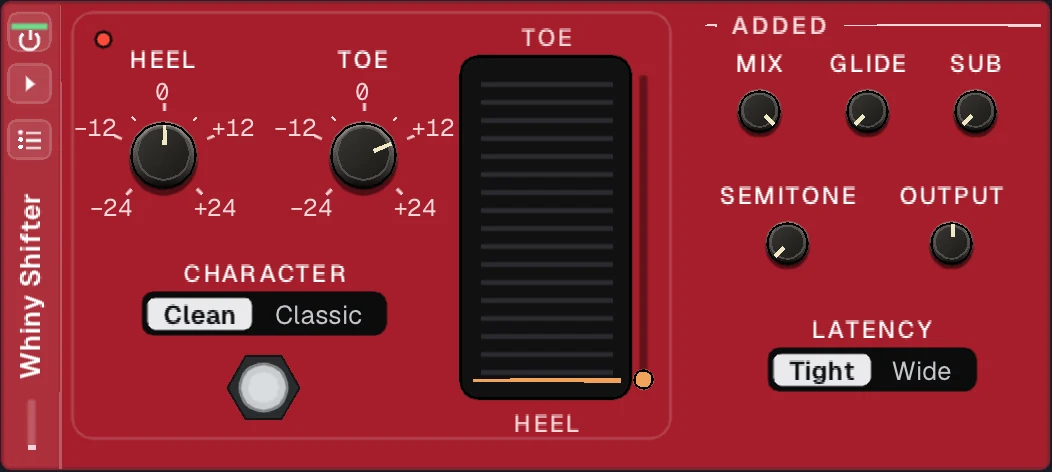 Whiny Shifter
HEEL
0
-12
+12
-24
+24
TOE
0
-12
+12
-24
+24
CHARACTER
Clean
Classic
TOE
HEEL
ADDED
MIX
GLIDE
SUB
SEMITONE
OUTPUT
LATENCY
Tight
Wide